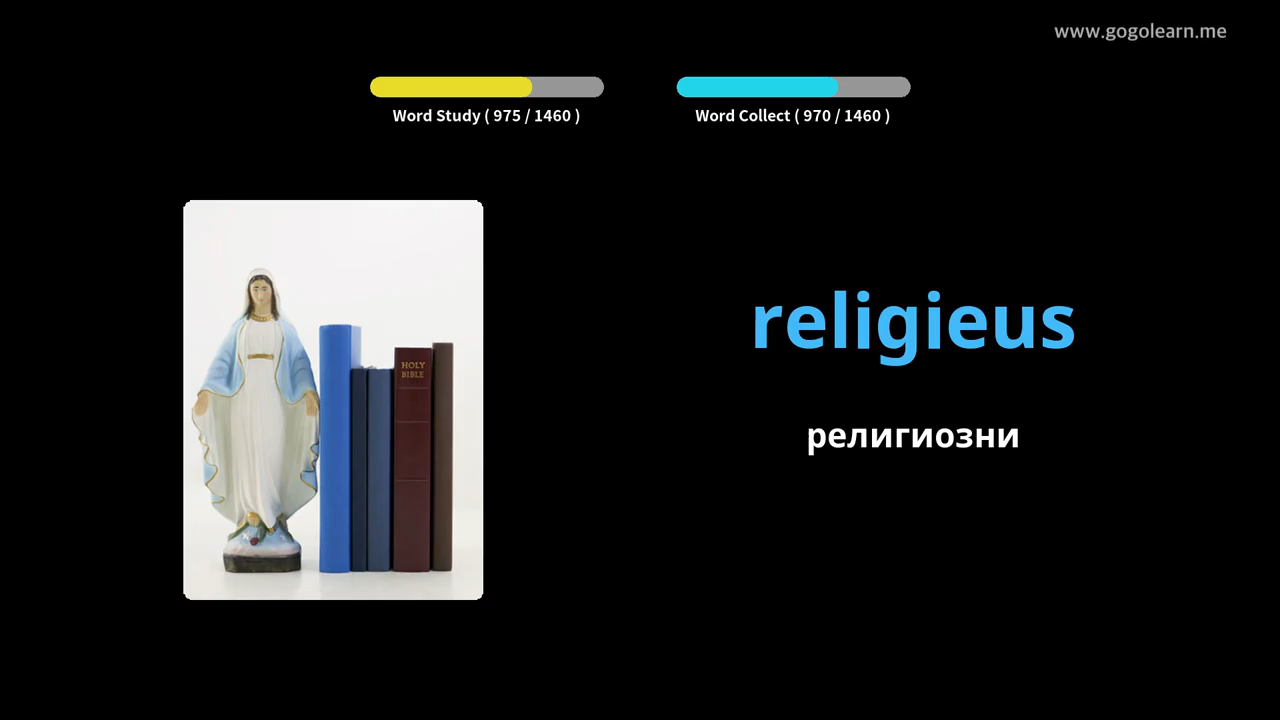 www.gogolearn.me
Word Study ( 975 / 1460 )
Word Collect ( 970 / 1460 )
HOLY
BIBLE
religieus
религиозни